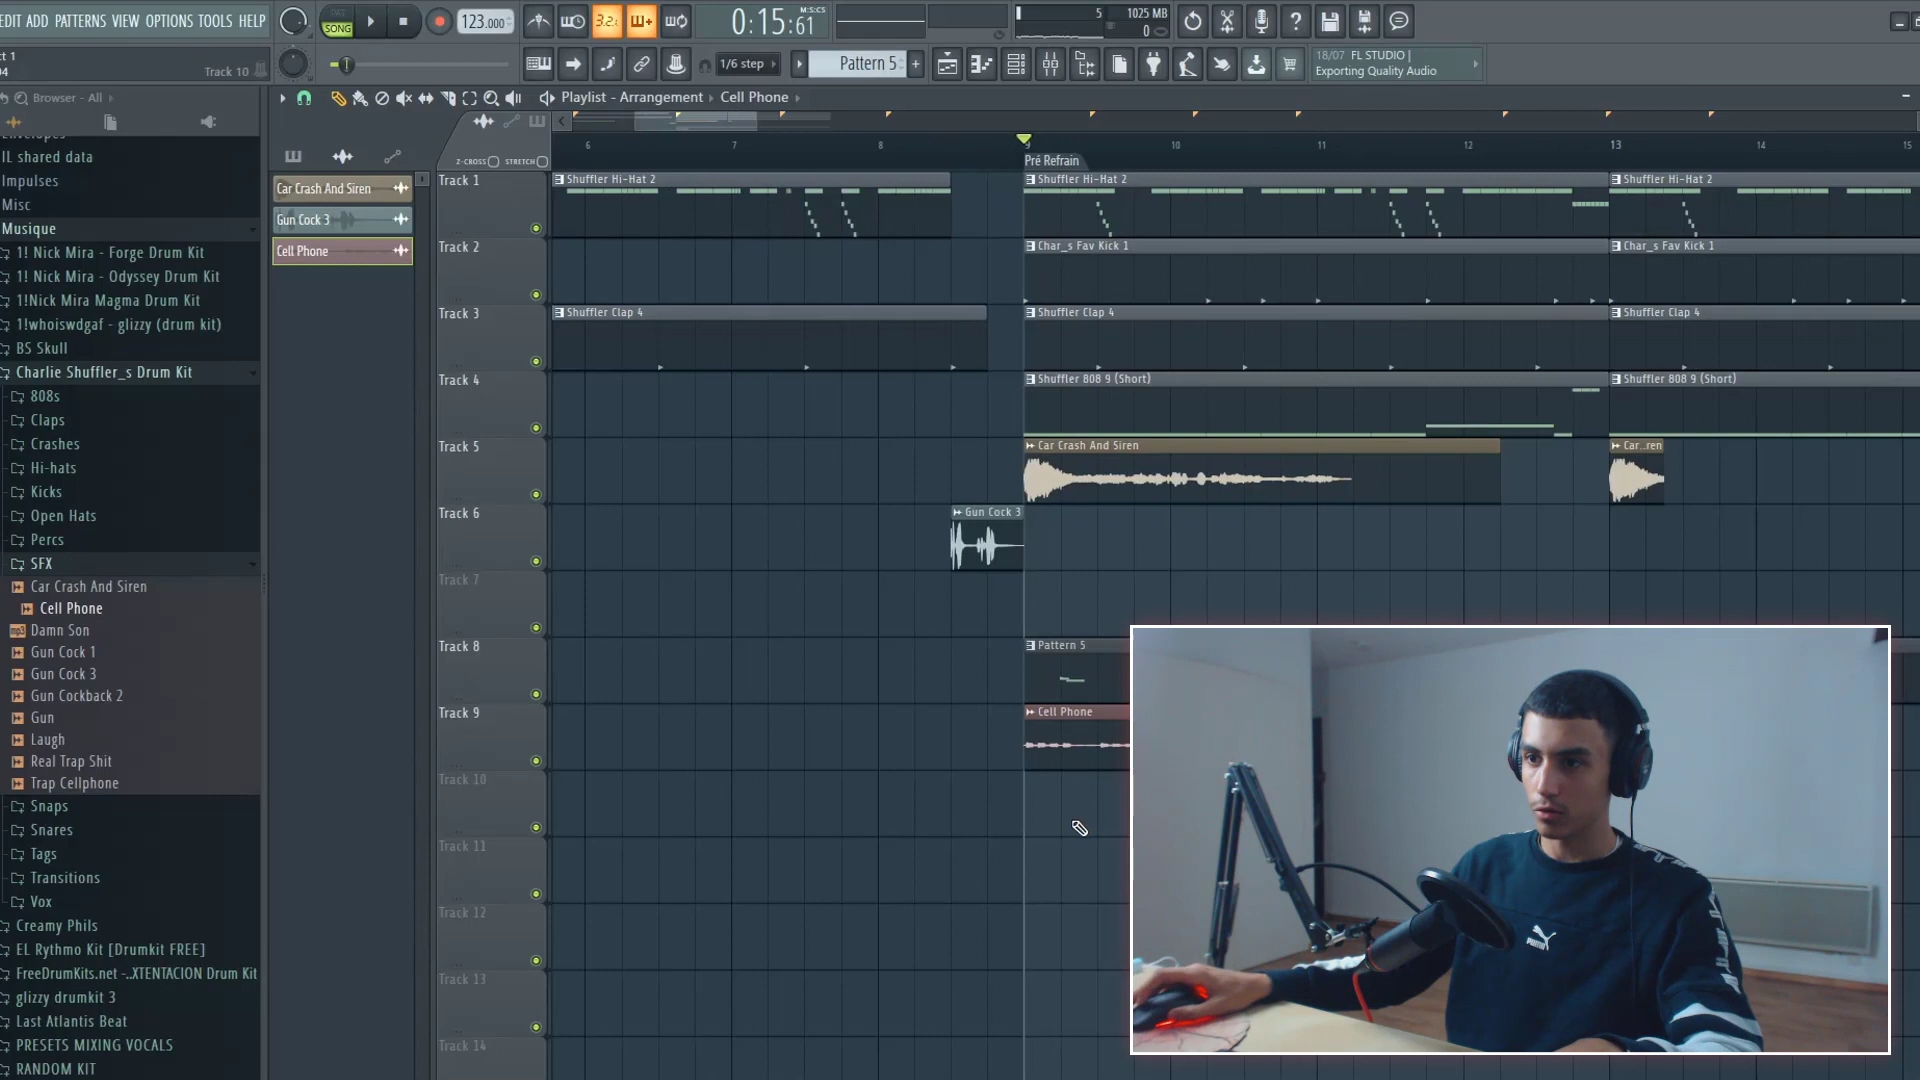 EDIT ADD PATTERNS VIEW OPTIONS TOOLS HELP
PAT
SONG
123.000
3.2.
0:15:61
M:S:CS
5
1025 MB
0
Track 10
1/6 step
Pattern 5
18/07 FL STUDIO |
Exporting Quality Audio
Browser - All
Playlist - Arrangement
Cell Phone
IL shared data
Impulses
Misc
Musique
1! Nick Mira - Forge Drum Kit
1! Nick Mira - Odyssey Drum Kit
1!Nick Mira Magma Drum Kit
1!whoiswdgaf - glizzy (drum kit)
BS Skull
Charlie Shuffler_s Drum Kit
808s
Claps
Crashes
Hi-hats
Kicks
Open Hats
Percs
SFX
Car Crash And Siren
Cell Phone
Damn Son
Gun Cock 1
Gun Cock 3
Gun Cockback 2
Gun
Laugh
Real Trap Shit
Trap Cellphone
Snaps
Snares
Tags
Transitions
Vox
Creamy Phils
EL Rythmo Kit [Drumkit FREE]
FreeDrumKits.net -..XTENTACION Drum Kit
glizzy drumkit 3
Last Atlantis Beat
PRESETS MIXING VOCALS
RANDOM KIT
Car Crash And Siren
Gun Cock 3
Cell Phone
Z-CROSS
STRETCH
6
7
8
9
10
11
12
13
14
15
Pré Refrain
Track 1
Shuffler Hi-Hat 2
Shuffler Hi-Hat 2
Shuffler Hi-Hat 2
Track 2
Char_s Fav Kick 1
Char_s Fav Kick 1
Track 3
Shuffler Clap 4
Shuffler Clap 4
Shuffler Clap 4
Track 4
Shuffler 808 9 (Short)
Shuffler 808 9 (Short)
Track 5
Car Crash And Siren
Car..ren
Track 6
Gun Cock 3
Track 7
Track 8
Pattern 5
Track 9
Cell Phone
Track 10
Track 11
Track 12
Track 13
Track 14
PUMA